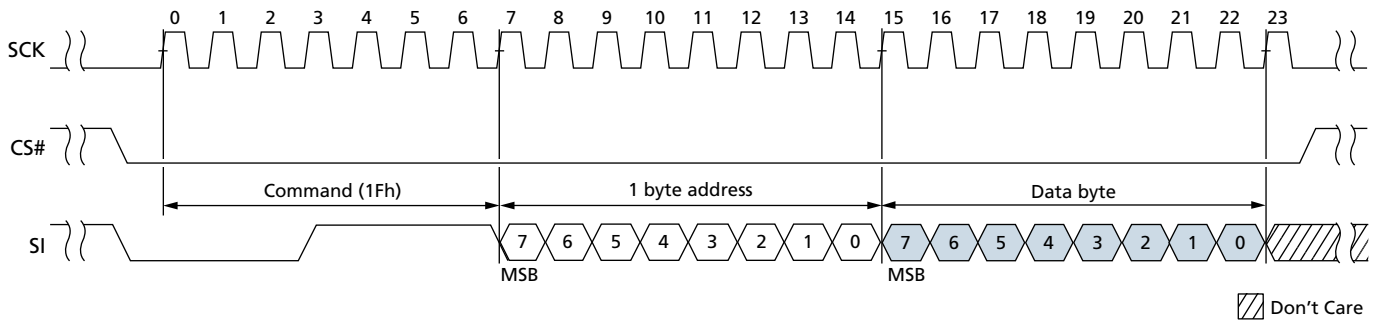 0 1 2 3 4 5 6 7 8 9 10 11 12 13 14 15 16 17 18 19 20 21 22 23
SCK
CS#
Command (1Fh) 1 byte address Data byte
SI 7 6 5 4 3 2 1 0 7 6 5 4 3 2 1 0
MSB MSB
Don't Care